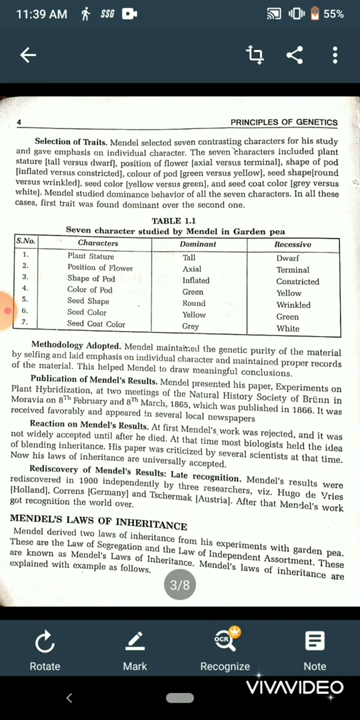 11:39 AM SSG 55%
4 PRINCIPLES OF GENETICS
Selection of Traits. Mendel selected seven contrasting characters for his study
and gave emphasis on individual character. The seven characters included plant
stature [tall versus dwarf], position of flower [axial versus terminal], shape of pod
[inflated versus constricted], colour of pod [green versus yellow], seed shape[round
versus wrinkled], seed color [yellow versus green], and seed coat color [grey versus
white]. Mendel studied dominance behavior of all the seven characters. In all these
cases, first trait was found dominant over the second one.
TABLE 1.1
Seven character studied by Mendel in Garden pea
S.No. Characters Dominant Recessive
1. Plant Stature Tall Dwarf
2. Position of Flower Axial Terminal
3. Shape of Pod Inflated Constricted
4. Color of Pod Green Yellow
5. Seed Shape Round Wrinkled
6. Seed Color Yellow Green
7. Seed Coat Color Grey White
Methodology Adopted. Mendel maintained the genetic purity of the material
by selfing and laid emphasis on individual character and maintained proper records
of the material. This helped Mendel to draw meaningful conclusions.
Publication of Mendel's Results. Mendel presented his paper, Experiments on
Plant Hybridization, at two meetings of the Natural History Society of Brünn in
Moravia on 8Th February and 8Th March, 1865, which was published in 1866. It was
received favorably and appeared in several local newspapers
Reaction on Mendel's Results. At first Mendel's work was rejected, and it was
not widely accepted until after he died. At that time most biologists held the idea
of blending inheritance. His paper was criticized by several scientists at that time.
Now his laws of inheritance are universally accepted.
Rediscovery of Mendel's Results: Late recognition. Mendel's results were
rediscovered in 1900 independently by three researchers, viz. Hugo de Vries
[Holland], Correns [Germany] and Tschermak [Austria]. After that Mendel's work
got recognition the world over.
MENDEL'S LAWS OF INHERITANCE
Mendel derived two laws of inheritance from his experiments with garden pea.
These are the Law of Segregation and the Law of Independent Assortment. These
are known as Mendel's Laws of Inheritance. Mendel's laws of inheritance are
explained with example as follows.
3/8
OCR
Rotate Mark Recognize Note
VIVAVIDEO